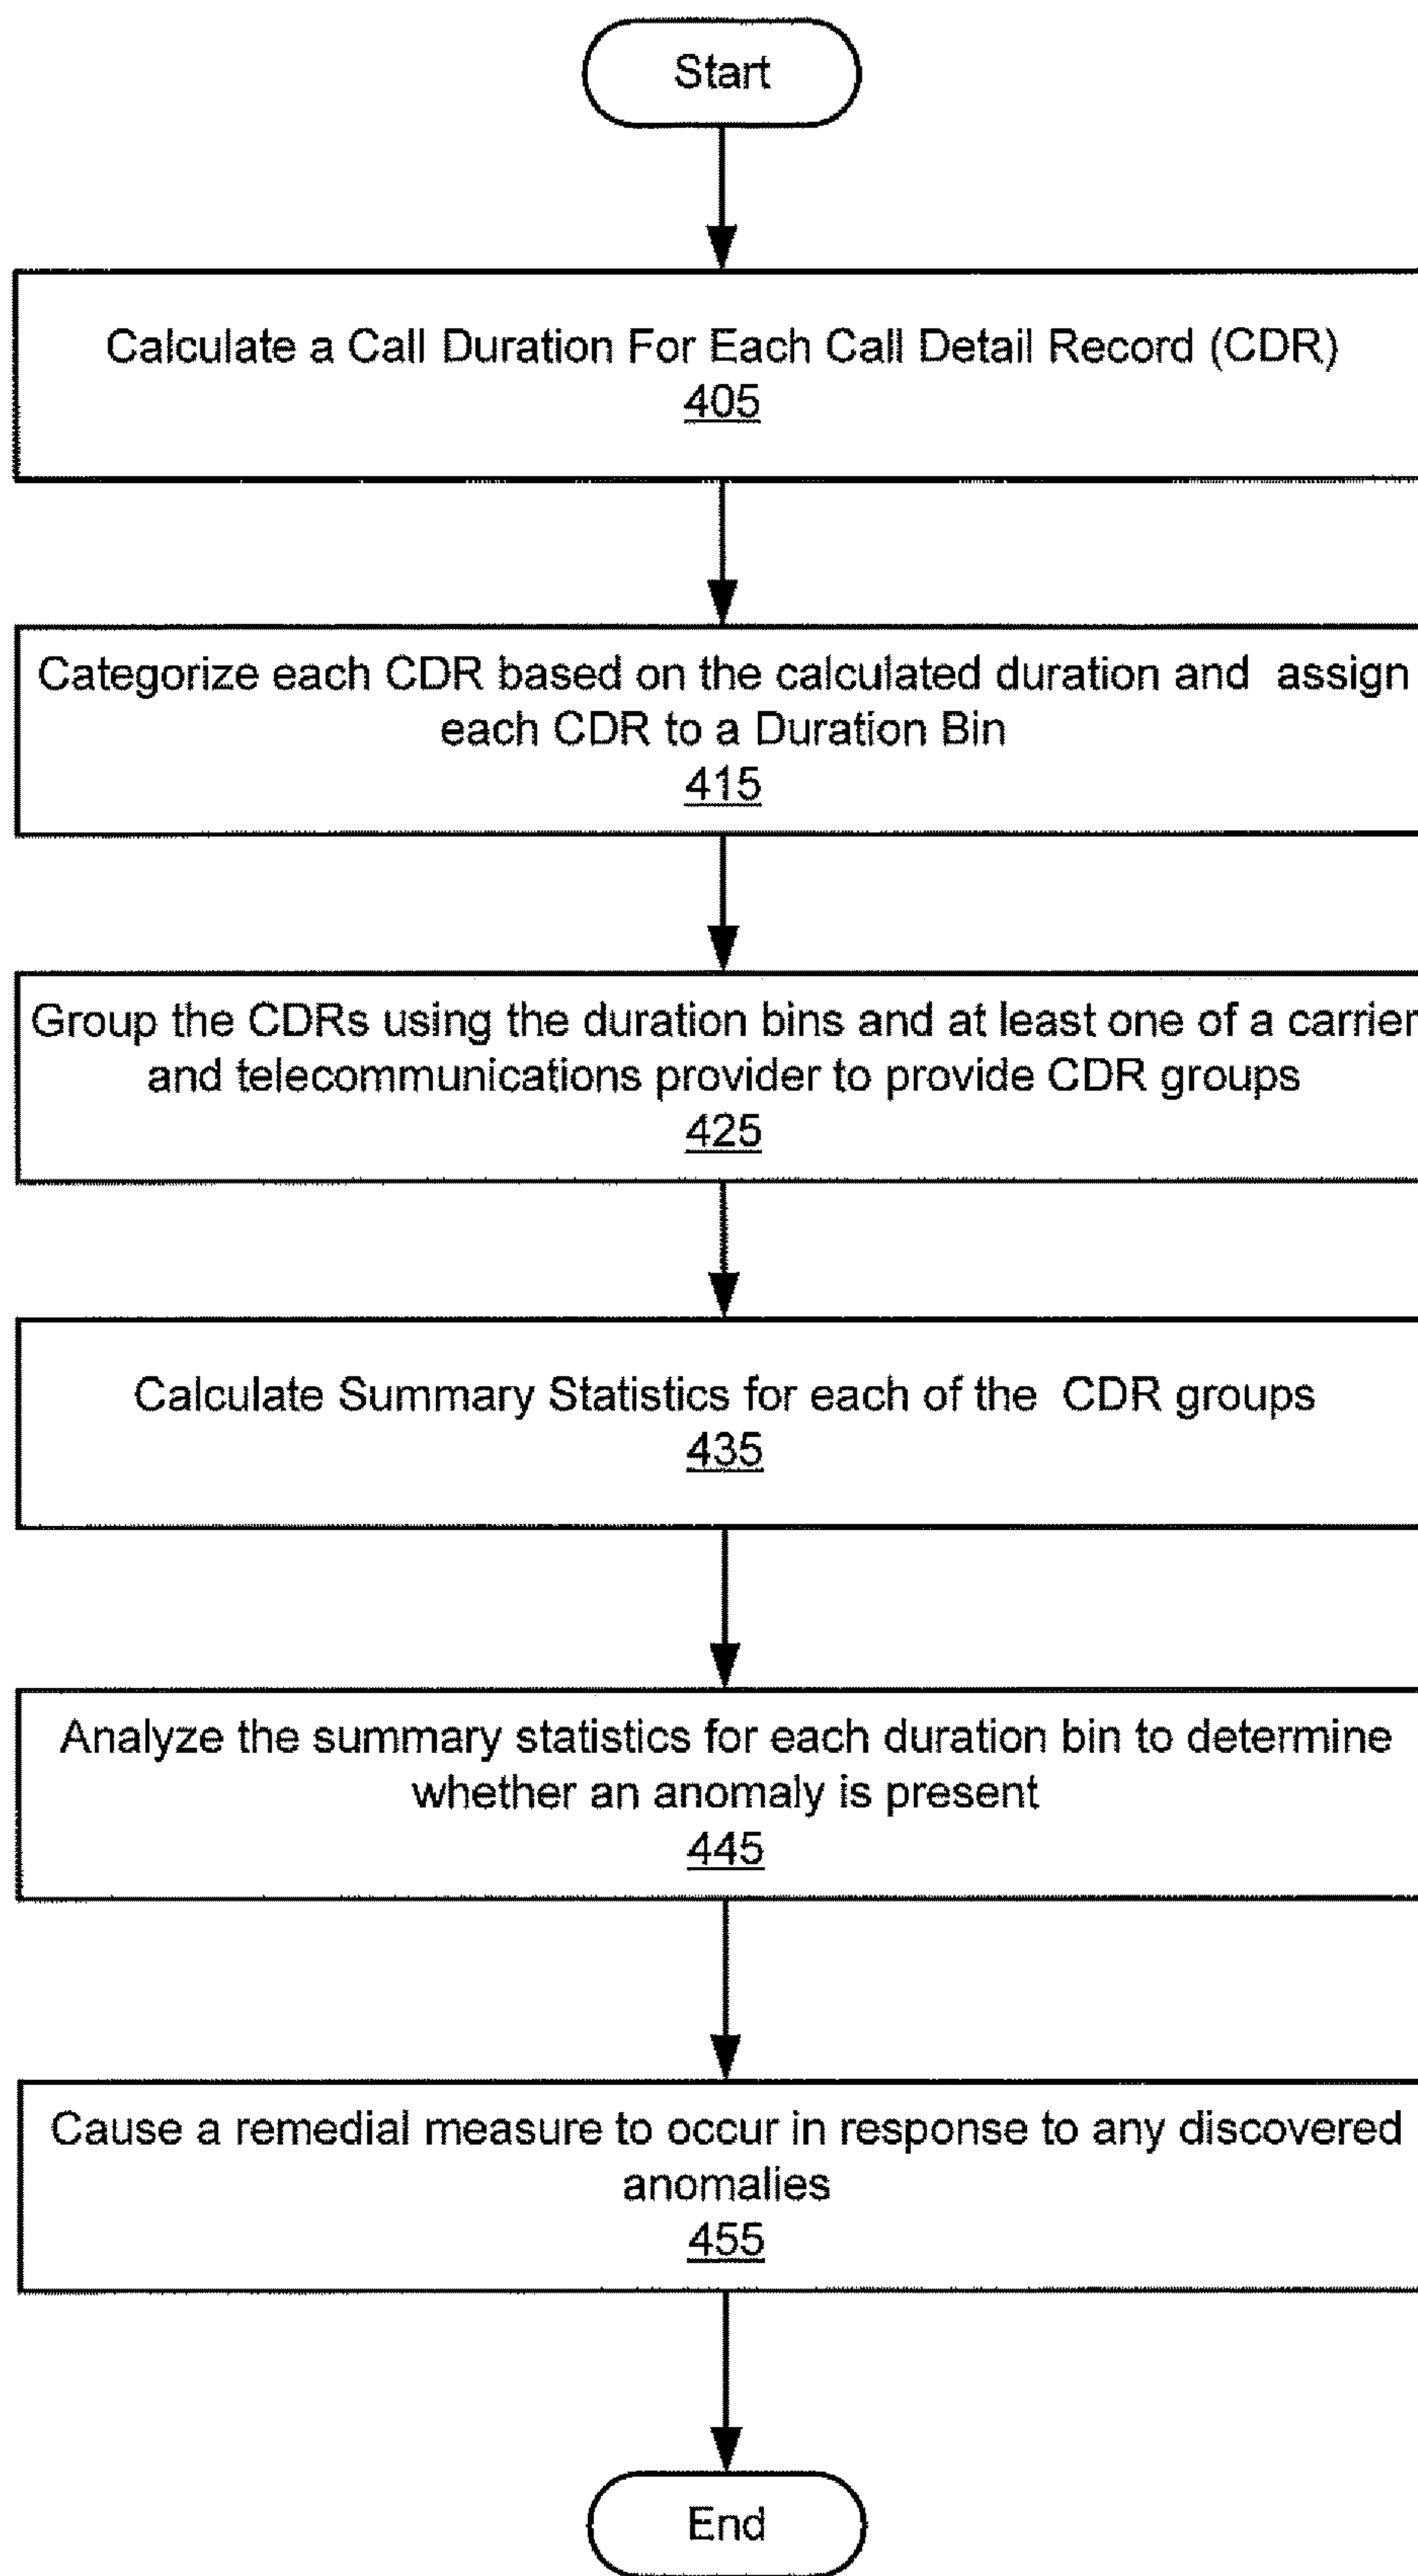 Start
Calculate a Call Duration For Each Call Detail Record (CDR)
405
Categorize each CDR based on the calculated duration and assign
each CDR to a Duration Bin
415
Group the CDRs using the duration bins and at least one of a carrier
and telecommunications provider to provide CDR groups
425
Calculate Summary Statistics for each of the CDR groups
435
Analyze the summary statistics for each duration bin to determine
whether an anomaly is present
445
Cause a remedial measure to occur in response to any discovered
anomalies
455
End